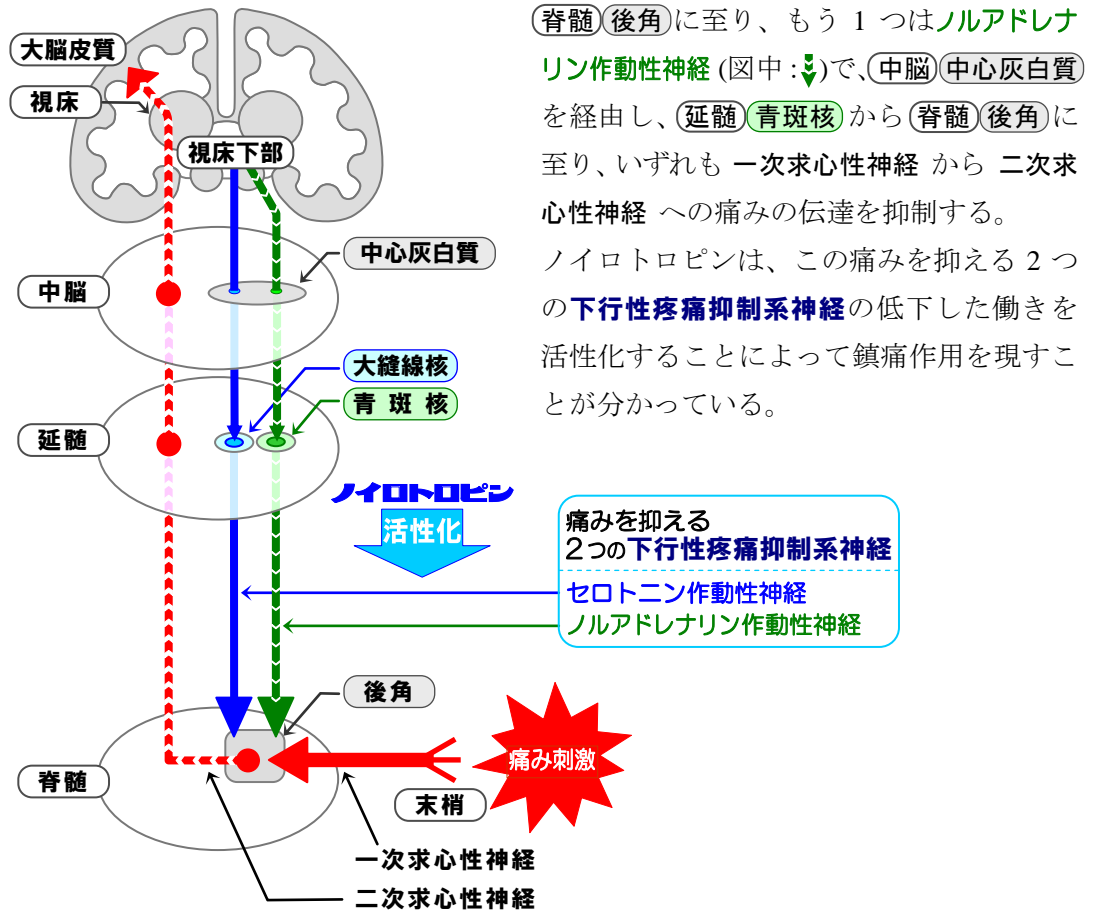 脊髄 後角に至り、もう 1 つはノルアドレナ
リン作動性神経 (図中:)で、中脳 中心灰白質
を経由し、延髄 青斑核 から 脊髄 後角 に
至り、いずれも 一次求心性神経 から 二次求
心性神経 への痛みの伝達を抑制する。
ノイロトロピンは、この痛みを抑える 2 つ
の下行性疼痛抑制系神経の低下した働きを
活性化することによって鎮痛作用を現すこ
とが分かっている。
大脳皮質
視床
視床下部
中心灰白質
中脳
大縫線核
青斑核
延髄
ノイロトロピン
活性化
痛みを抑える
2つの下行性疼痛抑制系神経
セロトニン作動性神経
ノルアドレナリン作動性神経
後角
痛み刺激
脊髄
末梢
一次求心性神経
二次求心性神経